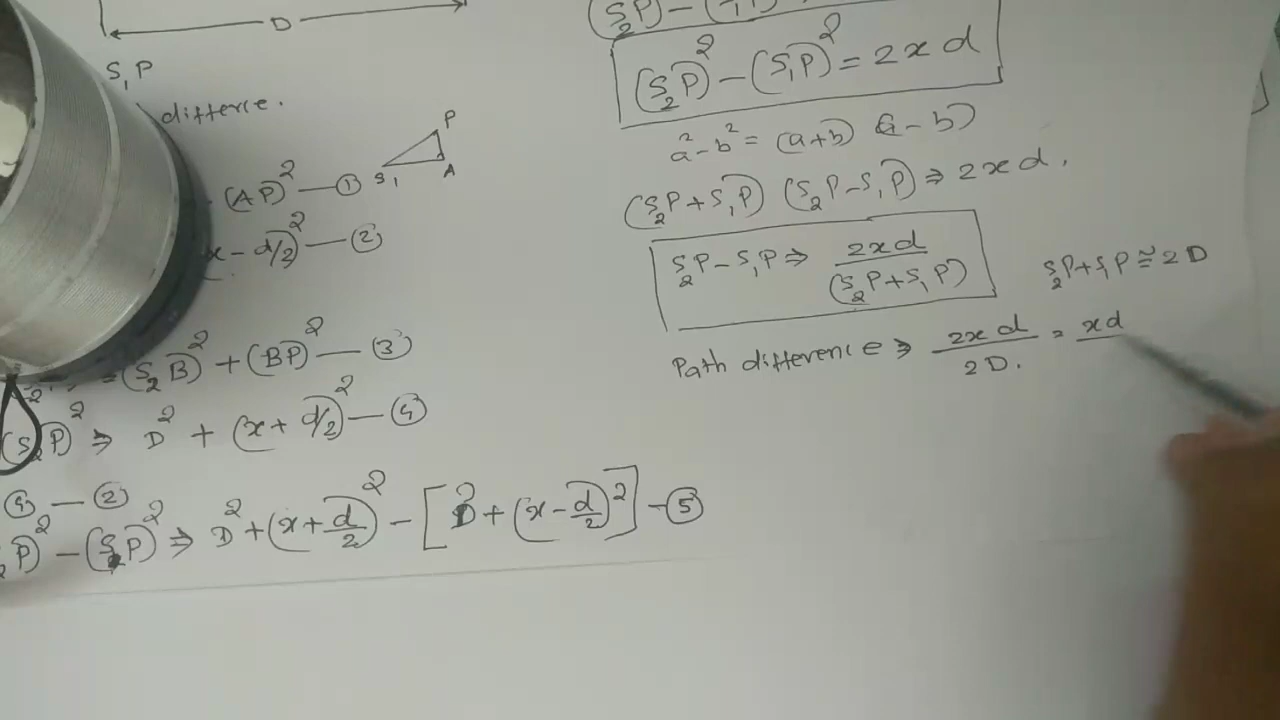 D
S₁P
differce.
P
S₁ A
(AP)² — ①
x - d/2)² — ②
= (S₂B)² + (BP)² — ③
(S₂P)² ⇒ D² + (x + d/2)² — ④
④ — ②
₂P)² - (S₂P)² ⇒ D² + (x + d/2)² - [D² + (x - d/2)²] - ⑤
(S₂P)² - (S₁P)² = 2xd
a² - b² = (a+b) (a-b)
(S₂P + S₁P) (S₂P - S₁P) ⇒ 2xd.
S₂P - S₁P ⇒ 2xd / (S₂P + S₁P)
S₂P + S₁P ≅ 2D
Path difference ⇒ 2xd / 2D. = xd